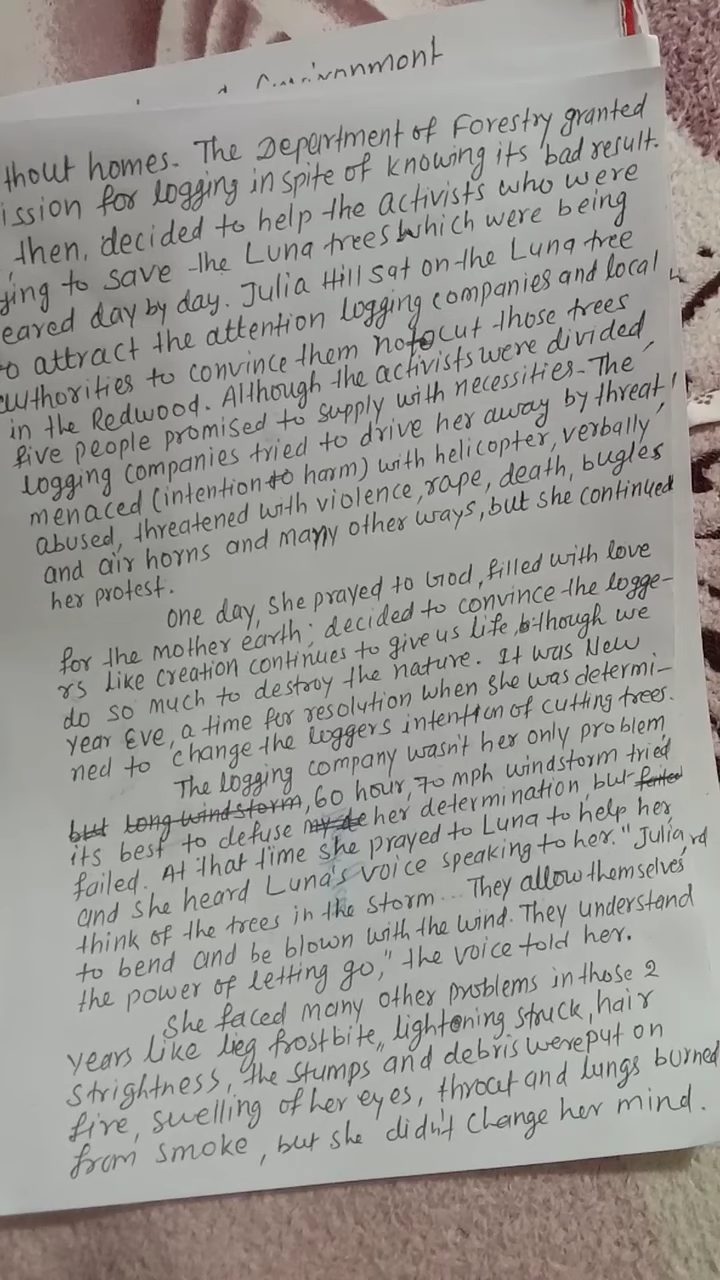 Environment
thout homes. The Department of Forestry granted
ission for logging inspite of knowing its bad result.
then, decided to help the activists who were
ying to save the Luna trees which were being
eared day by day. Julia Hill sat on the Luna tree
to attract the attention logging companies and local
authorities to convince them not to cut those trees
in the Redwood. Although the activists were divided,
five people promised to supply with necessities. The
logging companies tried to drive her away by threat,
menaced (intention to harm) with helicopter, verbally
abused, threatened with violence, rape, death, bugles
and air horns and many other ways, but she continued
her protest.
One day, she prayed to God, filled with love
for the mother earth; decided to convince the logge-
rs like creation continues to give us life, though we
do so much to destroy the nature. It was New
year Eve, a time for resolution when she was determi-
ned to change the loggers intention of cutting trees.
The logging company wasn't her only problem,
but long windstorm, 60 hour, 70 mph windstorm tried
its best to defuse her determination, but failed
failed. At that time she prayed to Luna to help her
and she heard Luna's voice speaking to her. "Julia,
think of the trees in the storm... They allow themselves
to bend and be blown with the wind. They understand
the power of letting go," the voice told her.
She faced many other problems in those 2
years like leg frostbite, lightening struck, hair
strightness, the stumps and debris were put on
fire, swelling of her eyes, throat and lungs burned
from smoke, but she didn't change her mind.